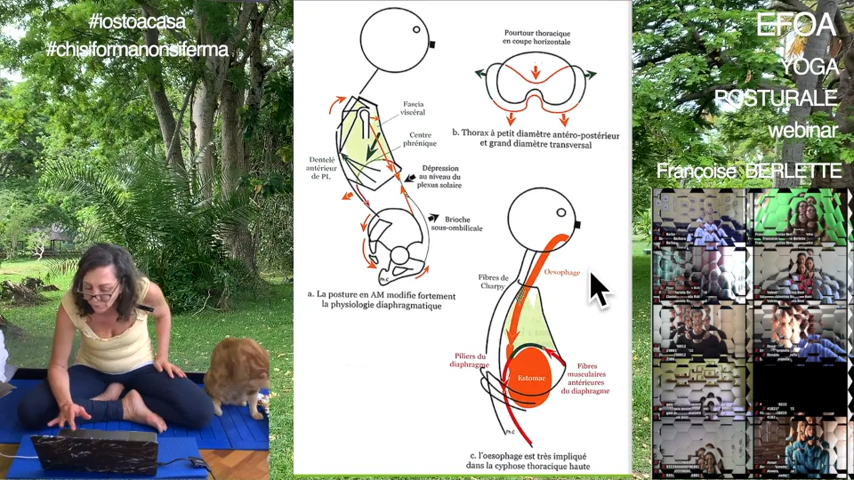 #iostoacasa
#chisiformanonsiferma
Fascia
viscéral
Centre
phrénique
Dentelé
antérieur
de PL
Dépression
au niveau du
plexus solaire
Brioche
sous-ombilicale
a. La posture en AM modifie fortement
la physiologie diaphragmatique
Pourtour thoracique
en coupe horizontale
b. Thorax à petit diamètre antéro-postérieur
et grand diamètre transversal
Oesophage
Fibres de
Charpy
Piliers du
diaphragme
Estomac
Fibres
musculaires
antérieures
du diaphragme
c. l'oesophage est très impliqué
dans la cyphose thoracique haute
EFOA
YOGA
POSTURALE
webinar
Françoise BERLETTE